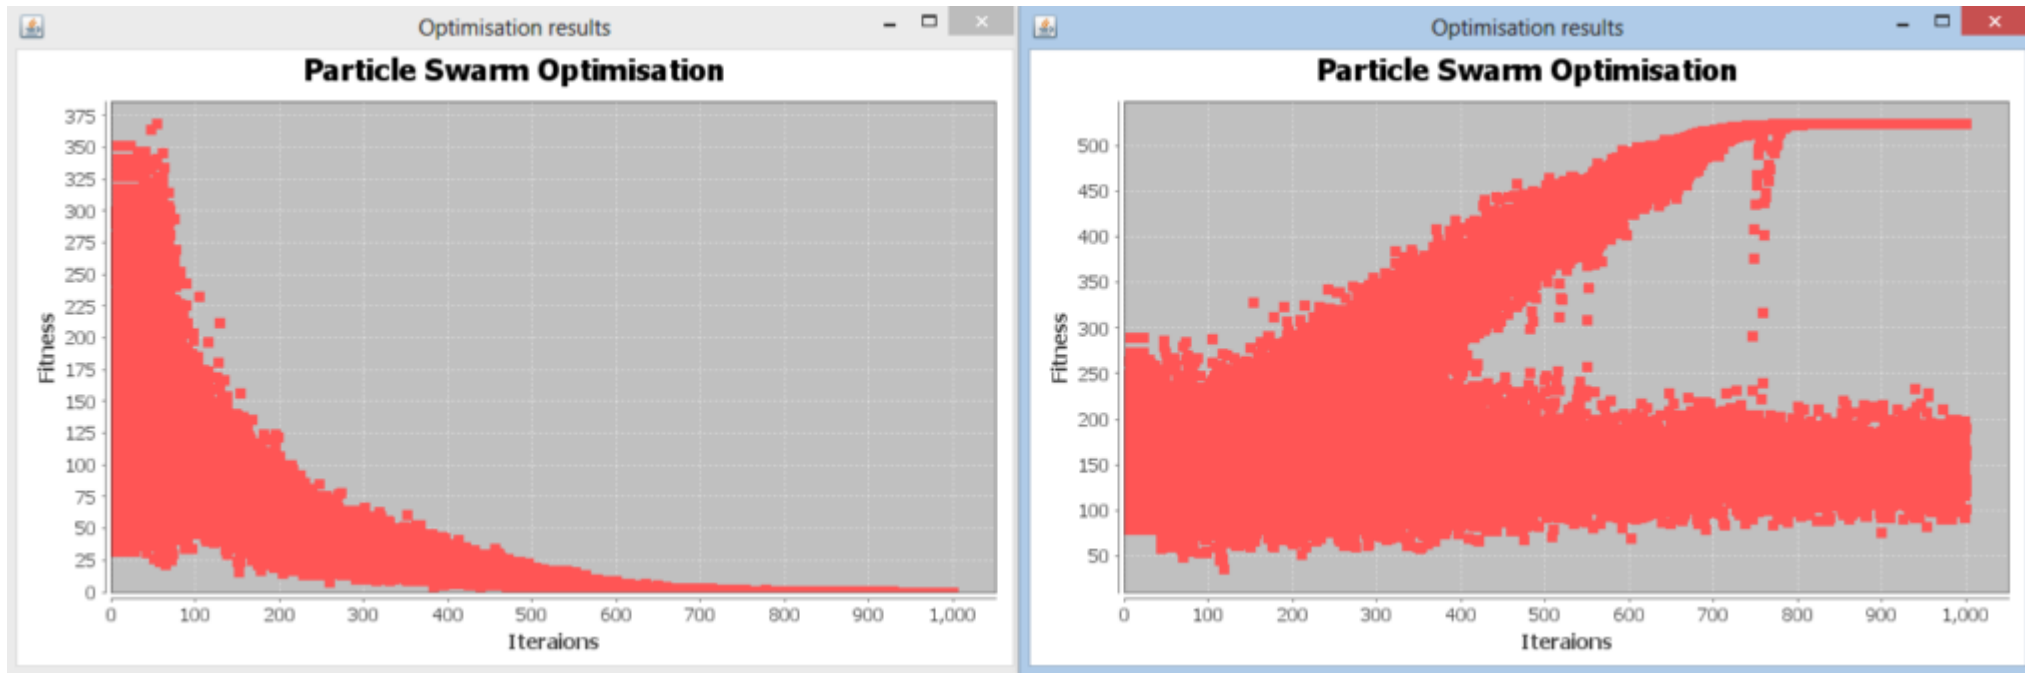 Optimisation results
Particle Swarm Optimisation
375
350
325
300
275
250
225
200
175
150
125
100
75
50
25
0
Fitness
0 100 200 300 400 500 600 700 800 900 1,000
Iteraions
Optimisation results
Particle Swarm Optimisation
500
450
400
350
300
250
200
150
100
50
Fitness
0 100 200 300 400 500 600 700 800 900 1,000
Iteraions